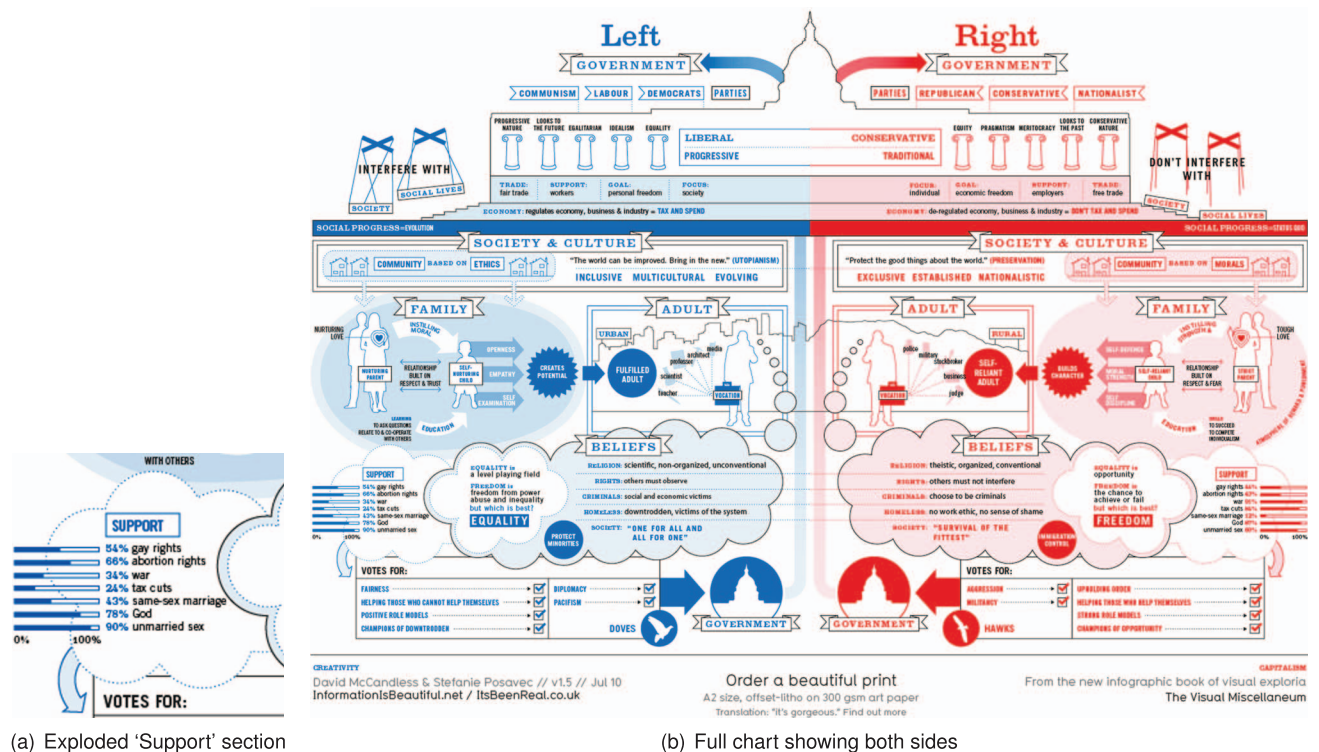 Left
Right
GOVERNMENT
GOVERNMENT
COMMUNISM LABOUR DEMOCRATS PARTIES
PARTIES REPUBLICAN CONSERVATIVE NATIONALIST
PROGRESSIVE NATURE
LOOKS TO THE FUTURE
EGALITARIAN
IDEALISM
EQUALITY
LIBERAL
CONSERVATIVE
PROGRESSIVE
TRADITIONAL
EQUITY
PRAGMATISM
MERITOCRACY
LOOKS TO THE PAST
CONSERVATIVE NATURE
INTERFERE WITH
SOCIETY
SOCIAL LIVES
DON'T INTERFERE
WITH
SOCIETY
SOCIAL LIVES
TRADE:
fair trade
SUPPORT:
workers
GOAL:
personal freedom
FOCUS:
society
FOCUS:
individual
GOAL:
economic freedom
SUPPORT:
employers
TRADE:
free trade
ECONOMY: regulates economy, business & industry = TAX AND SPEND
ECONOMY: de-regulated economy, business & industry = DON'T TAX AND SPEND
SOCIAL PROGRESS=EVOLUTION
SOCIAL PROGRESS=STATUS QUO
SOCIETY & CULTURE
SOCIETY & CULTURE
COMMUNITY BASED ON ETHICS
"The world can be improved. Bring in the new." (UTOPIANISM)
INCLUSIVE MULTICULTURAL EVOLVING
"Protect the good things about the world." (PRESERVATION)
EXCLUSIVE ESTABLISHED NATIONALISTIC
COMMUNITY BASED ON MORALS
FAMILY
ADULT
ADULT
FAMILY
NURTURING
LOVE
INSTILLING
MORAL
NURTURING
PARENT
RELATIONSHIP
BUILT ON
RESPECT & TRUST
SELF-
NURTURING
CHILD
OPENNESS
EMPATHY
SELF
EXAMINATION
LEARNING
TO ASK QUESTIONS
RELATE TO & CO-OPERATE
WITH OTHERS
EDUCATION
CREATES
POTENTIAL
URBAN
FULFILLED
ADULT
media
architect
professor
scientist
teacher
VOCATION
RURAL
police
military
stockbroker
business
judge
VOCATION
SELF-
RELIANT
ADULT
BUILDS
CHARACTER
SELF-DEFENCE
MORAL
STRENGTH
SELF
DISCIPLINE
SELF-RELIANT
CHILD
RELATIONSHIP
BUILT ON
RESPECT & FEAR
STRICT
PARENT
TOUGH
LOVE
EDUCATION
TO SUCCEED
TO COMPETE
INDIVIDUALISM
BELIEFS
BELIEFS
RELIGION: scientific, non-organized, unconventional
RIGHTS: others must observe
CRIMINALS: social and economic victims
HOMELESS: downtrodden, victims of the system
SOCIETY: "ONE FOR ALL AND
ALL FOR ONE"
RELIGION: theistic, organized, conventional
RIGHTS: others must not interfere
CRIMINALS: choose to be criminals
HOMELESS: no work ethic, no sense of shame
SOCIETY: "SURVIVAL OF THE
FITTEST"
EQUALITY is
a level playing field
FREEDOM is
freedom from power
abuse and inequality
but which is best?
EQUALITY
EQUALITY is
opportunity
FREEDOM is
the chance
to achieve or fail
but which is best?
FREEDOM
PROTECT
MINORITIES
IMMIGRATION
CONTROL
SUPPORT
54% gay rights
66% abortion rights
34% war
24% tax cuts
43% same-sex marriage
78% God
90% unmarried sex
0% 100%
SUPPORT
gay rights
abortion rights
war
tax cuts
same-sex marriage
God
unmarried sex
0% 100%
VOTES FOR:
FAIRNESS
HELPING THOSE WHO CANNOT HELP THEMSELVES
POSITIVE ROLE MODELS
CHAMPIONS OF DOWNTRODDEN
DIPLOMACY
PACIFISM
DOVES
GOVERNMENT
GOVERNMENT
VOTES FOR:
AGGRESSION
MILITANCY
HAWKS
UPHOLDING ORDER
HELPING THOSE WHO HELP THEMSELVES
STRONG ROLE MODELS
CHAMPIONS OF OPPORTUNITY
WITH OTHERS
SUPPORT
54% gay rights
66% abortion rights
34% war
24% tax cuts
43% same-sex marriage
78% God
90% unmarried sex
0% 100%
VOTES FOR:
CREATIVITY
CAPITALISM
David McCandless & Stefanie Posavec // v1.5 // Jul 10
InformationIsBeautiful.net / ItsBeenReal.co.uk
Order a beautiful print
A2 size, offset-litho on 300 gsm art paper
Translation: "it's gorgeous." Find out more
From the new infographic book of visual exploria
The Visual Miscellaneum
(a) Exploded ‘Support’ section
(b) Full chart showing both sides